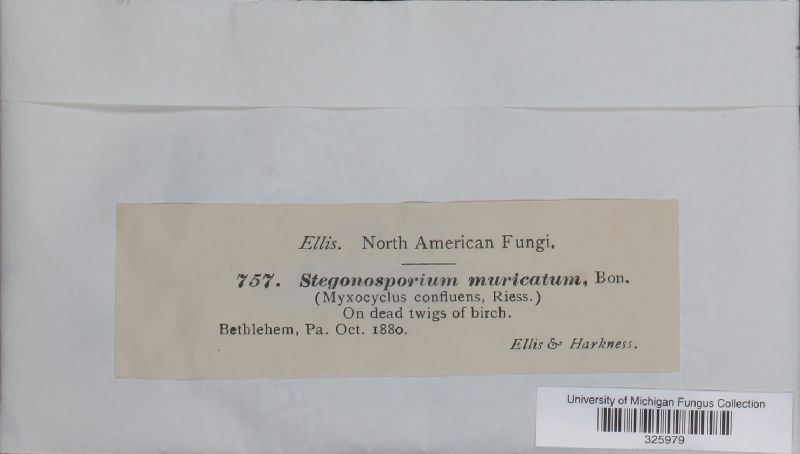 Ellis. North American Fungi.
757. Stegonosporium muricatum, Bon.
(Myxocyclus confluens, Riess.)
On dead twigs of birch.
Bethlehem, Pa. Oct. 1880.
Ellis & Harkness.
University of Michigan Fungus Collection
325979